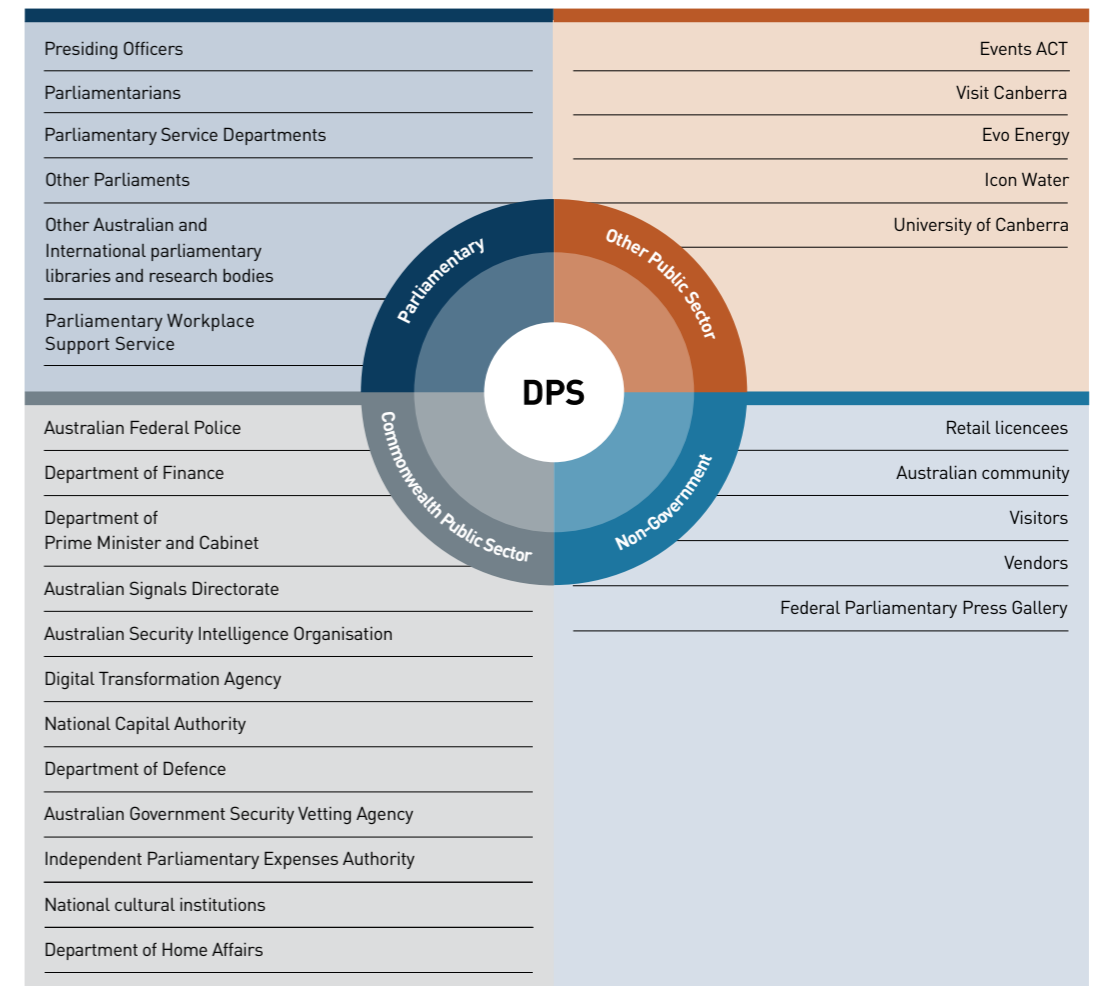 Presiding Officers
Parliamentarians
Parliamentary Service Departments
Other Parliaments
Other Australian and
International parliamentary
libraries and research bodies
Parliamentary Workplace
Support Service
Events ACT
Visit Canberra
Evo Energy
Icon Water
University of Canberra
Parliamentary
Other Public Sector
DPS
Commonwealth Public Sector
Non-Government
Australian Federal Police
Department of Finance
Department of
Prime Minister and Cabinet
Australian Signals Directorate
Australian Security Intelligence Organisation
Digital Transformation Agency
National Capital Authority
Department of Defence
Australian Government Security Vetting Agency
Independent Parliamentary Expenses Authority
National cultural institutions
Department of Home Affairs
Retail licencees
Australian community
Visitors
Vendors
Federal Parliamentary Press Gallery